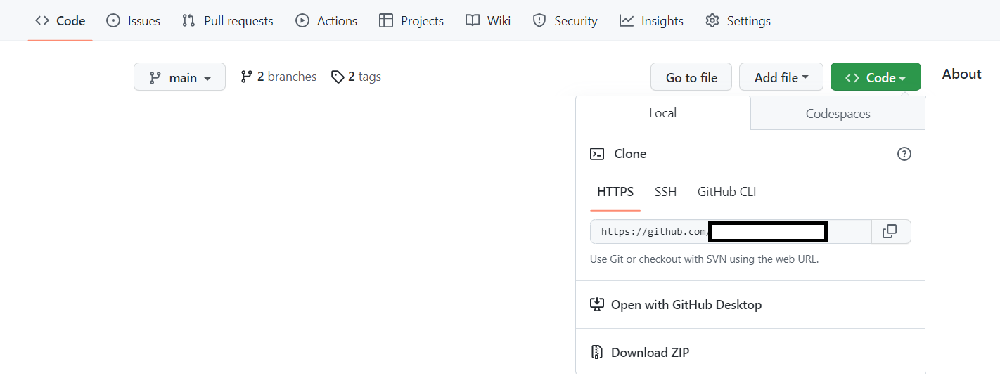 Code Issues Pull requests Actions Projects Wiki Security Insights Settings
main 2 branches 2 tags Go to file Add file Code About
Local Codespaces
Clone
HTTPS SSH GitHub CLI
https://github.com/
Use Git or checkout with SVN using the web URL.
Open with GitHub Desktop
Download ZIP